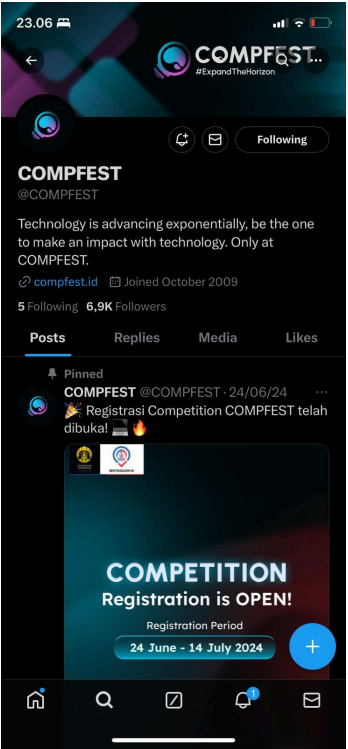 23.06
COMPFEST
#ExpandTheHorizon
Following
COMPFEST
@COMPFEST
Technology is advancing exponentially, be the one
to make an impact with technology. Only at
COMPFEST.
compfest.id Joined October 2009
5 Following 6,9K Followers
Posts Replies Media Likes
Pinned
COMPFEST @COMPFEST · 24/06/24
🎉 Registrasi Competition COMPFEST telah
dibuka! 💻 🔥
COMPETITION
Registration is OPEN!
Registration Period
24 June - 14 July 2024
1